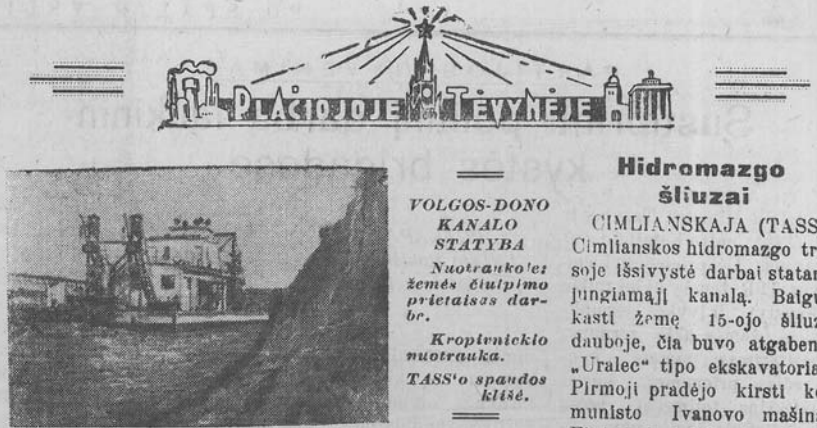 PLAČIOJOJE TĖVYNĖJE
VOLGOS-DONO
KANALO
STATYBA
Nuotraukoje:
žemės čiulpimo
prietaisas dar-
be.
Kropivnickio
nuotrauka.
TASS'o spaudos
klišė.
Hidromazgo
šliuzai
CIMLIANSKAJA (TASS
Cimlianskos hidromazgo tr
soje išsivystė darbai statan
jungiamąjį kanalą. Baigu
kasti žemę 15-ojo šliuz
dauboje, čia buvo atgaben
„Uralec“ tipo ekskavatoria
Pirmoji pradėjo kirsti ko
munisto Ivanovo mašina